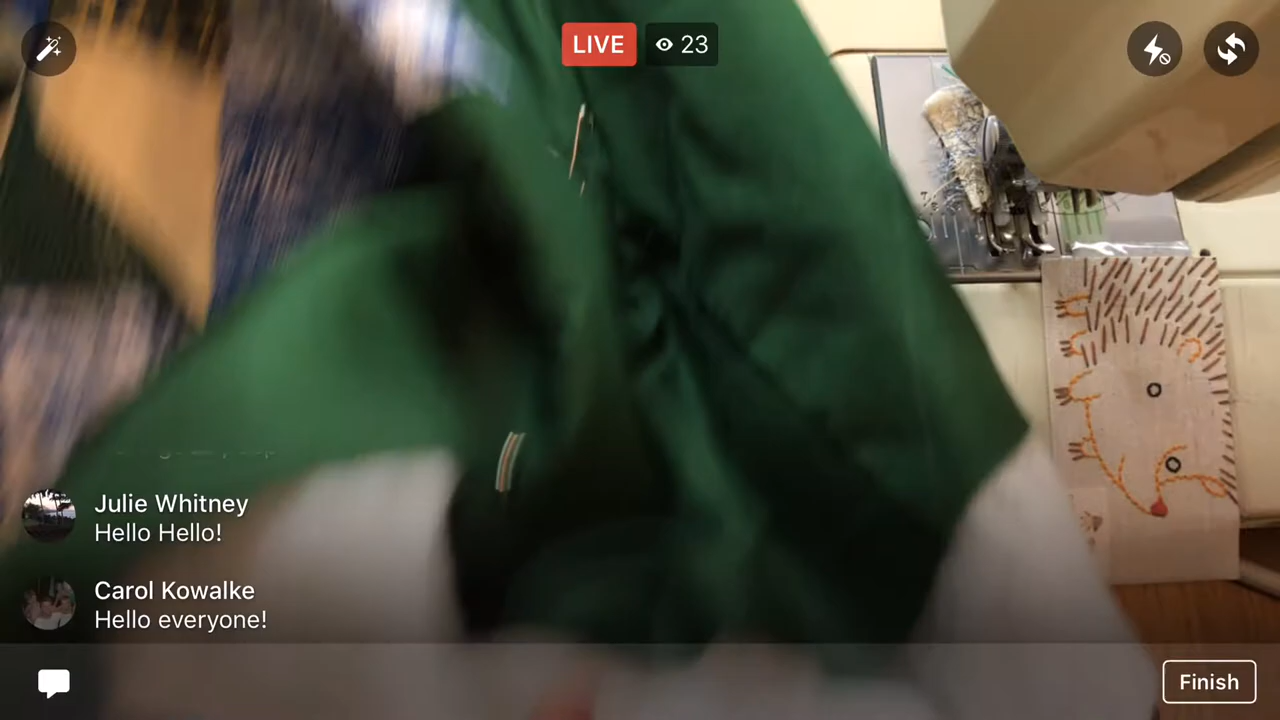 LIVE 23
Julie Whitney
Hello Hello!
Carol Kowalke
Hello everyone!
Finish